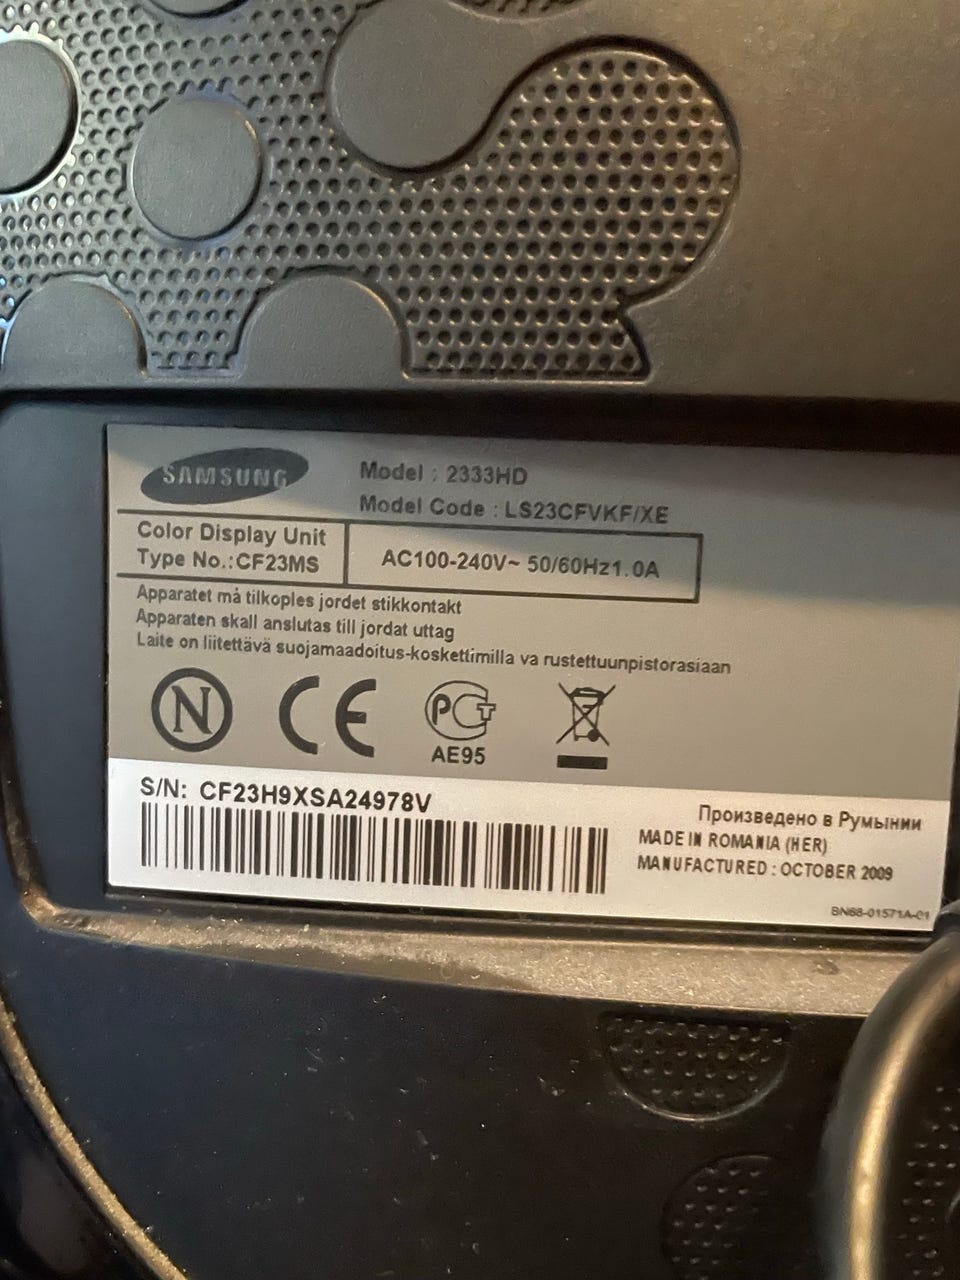 SAMSUNG
Model : 2333HD
Model Code : LS23CFVKF/XE
Color Display Unit
Type No.:CF23MS
AC100-240V~ 50/60Hz1.0A
Apparatet må tilkoples jordet stikkontakt
Apparaten skall anslutas till jordat uttag
Laite on liitettävä suojamaadoitus-koskettimilla va rustettuunpistorasiaan
N
CE
РСТ
AE95
S/N: CF23H9XSA24978V
Произведено в Румынии
MADE IN ROMANIA (HER)
MANUFACTURED : OCTOBER 2009
BN68-01571A-01